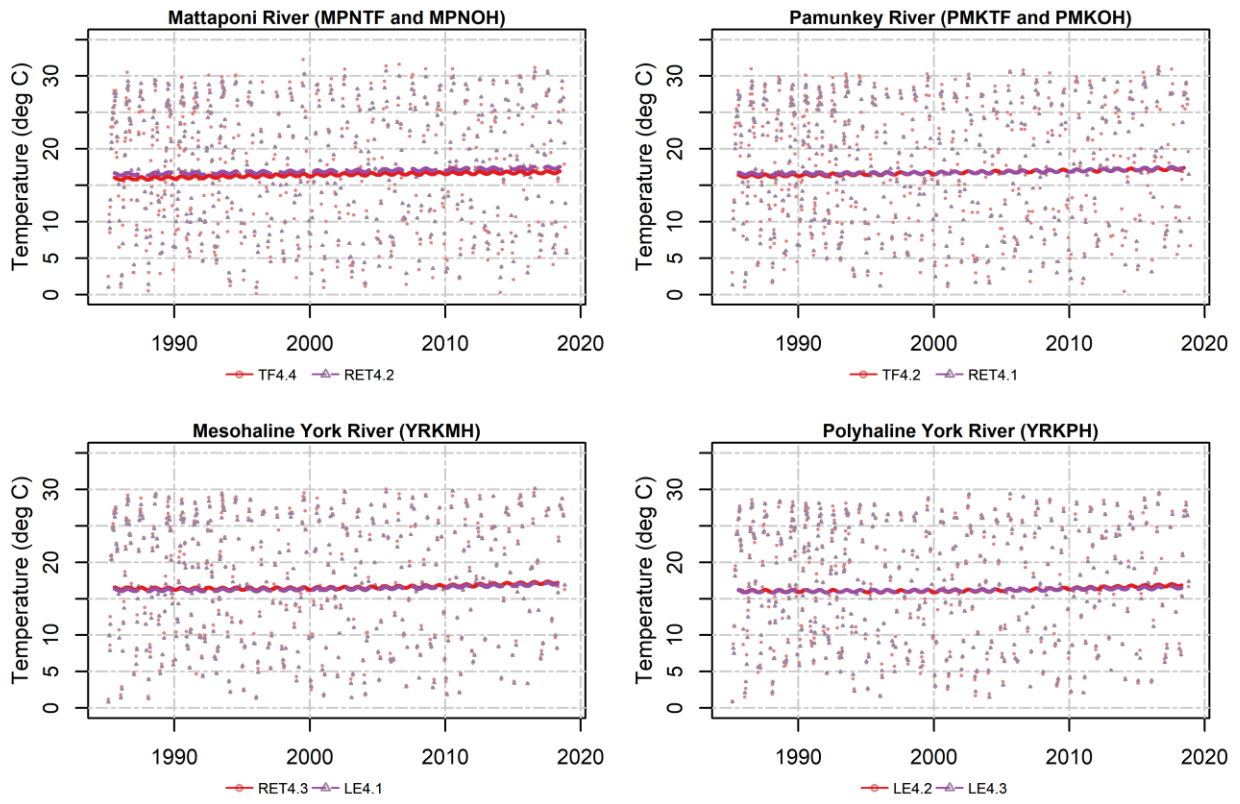 Mattaponi River (MPNTF and MPNOH)
Temperature (deg C)
30
20
10
5
0
1990 2000 2010 2020
TF4.4 RET4.2
Pamunkey River (PMKTF and PMKOH)
Temperature (deg C)
30
20
10
5
0
1990 2000 2010 2020
TF4.2 RET4.1
Mesohaline York River (YRKMH)
Temperature (deg C)
30
20
10
5
0
1990 2000 2010 2020
RET4.3 LE4.1
Polyhaline York River (YRKPH)
Temperature (deg C)
30
20
10
5
0
1990 2000 2010 2020
LE4.2 LE4.3